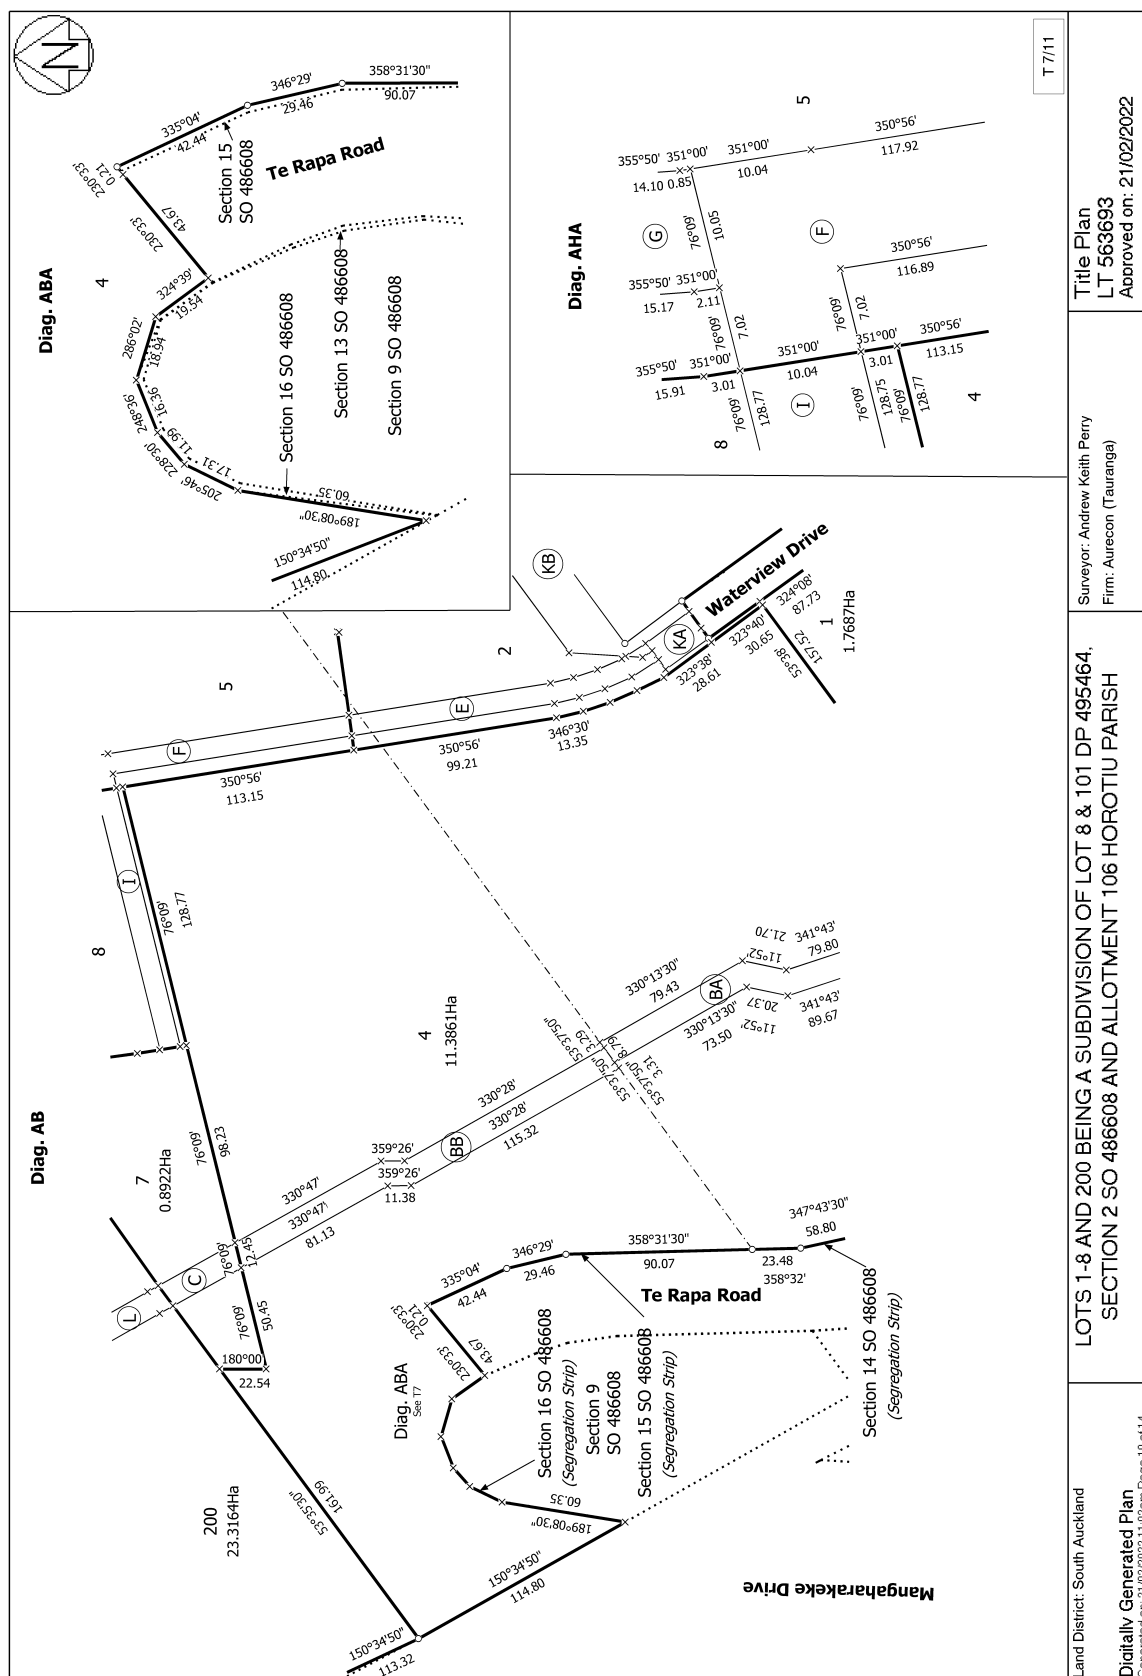 N
Diag. ABA
4
230°33'
0.21
335°04'
42.44
346°29'
29.46
358°31'30"
90.07
230°33'
43.67
Section 15
SO 486608
Te Rapa Road
324°39'
19.54
286°02'
18.94
248°36'
16.36
228°30'
11.99
205°46'
17.31
Section 16 SO 486608
Section 13 SO 486608
Section 9 SO 486608
189°08'30"
60.35
150°34'50"
114.80
T 7/11
Diag. AHA
5
355°50'
14.10
351°00'
0.85
351°00'
10.04
350°56'
117.92
G
76°09'
10.05
F
355°50'
15.17
351°00'
2.11
350°56'
116.89
76°09'
7.02
76°09'
7.02
355°50'
15.91
351°00'
3.01
351°00'
10.04
351°00'
3.01
350°56'
113.15
8
76°09'
128.77
I
76°09'
128.75
76°09'
128.77
4
Diag. AB
5
2
KB
KA
Waterview Drive
F
E
350°56'
113.15
350°56'
99.21
346°30'
13.35
323°38'
28.61
323°40'
30.65
324°08'
87.73
53°38'
157.52
1
1.7687Ha
8
I
76°09'
128.77
4
11.3861Ha
7
0.8922Ha
76°09'
98.23
330°47'
330°47'
81.13
359°26'
359°26'
11.38
BB
330°28'
330°28'
115.32
53°37'50"
3.29
53°37'50"
8.79
53°37'50"
3.31
330°13'30"
79.43
330°13'30"
73.50
BA
11°52'
21.70
20.37
11°52'
341°43'
79.80
341°43'
89.67
L
C
76°09'
12.45
76°09'
50.45
180°00'
22.54
200
23.3164Ha
53°35'30"
161.99
Diag. ABA
See T7
230°33'
0.21
335°04'
42.44
346°29'
29.46
358°31'30"
90.07
23.48
358°32'
347°43'30"
58.80
230°33'
43.67
Te Rapa Road
Section 16 SO 486608
(Segregation Strip)
Section 9
SO 486608
Section 15 SO 486608
(Segregation Strip)
Section 14 SO 486608
(Segregation Strip)
189°08'30"
60.35
150°34'50"
114.80
150°34'50"
113.32
Mangaharakeke Drive
Land District: South Auckland
Digitally Generated Plan
LOTS 1-8 AND 200 BEING A SUBDIVISION OF LOT 8 & 101 DP 495464,
SECTION 2 SO 486608 AND ALLOTMENT 106 HOROTIU PARISH
Surveyor: Andrew Keith Perry
Firm: Aurecon (Tauranga)
Title Plan
LT 563693
Approved on: 21/02/2022